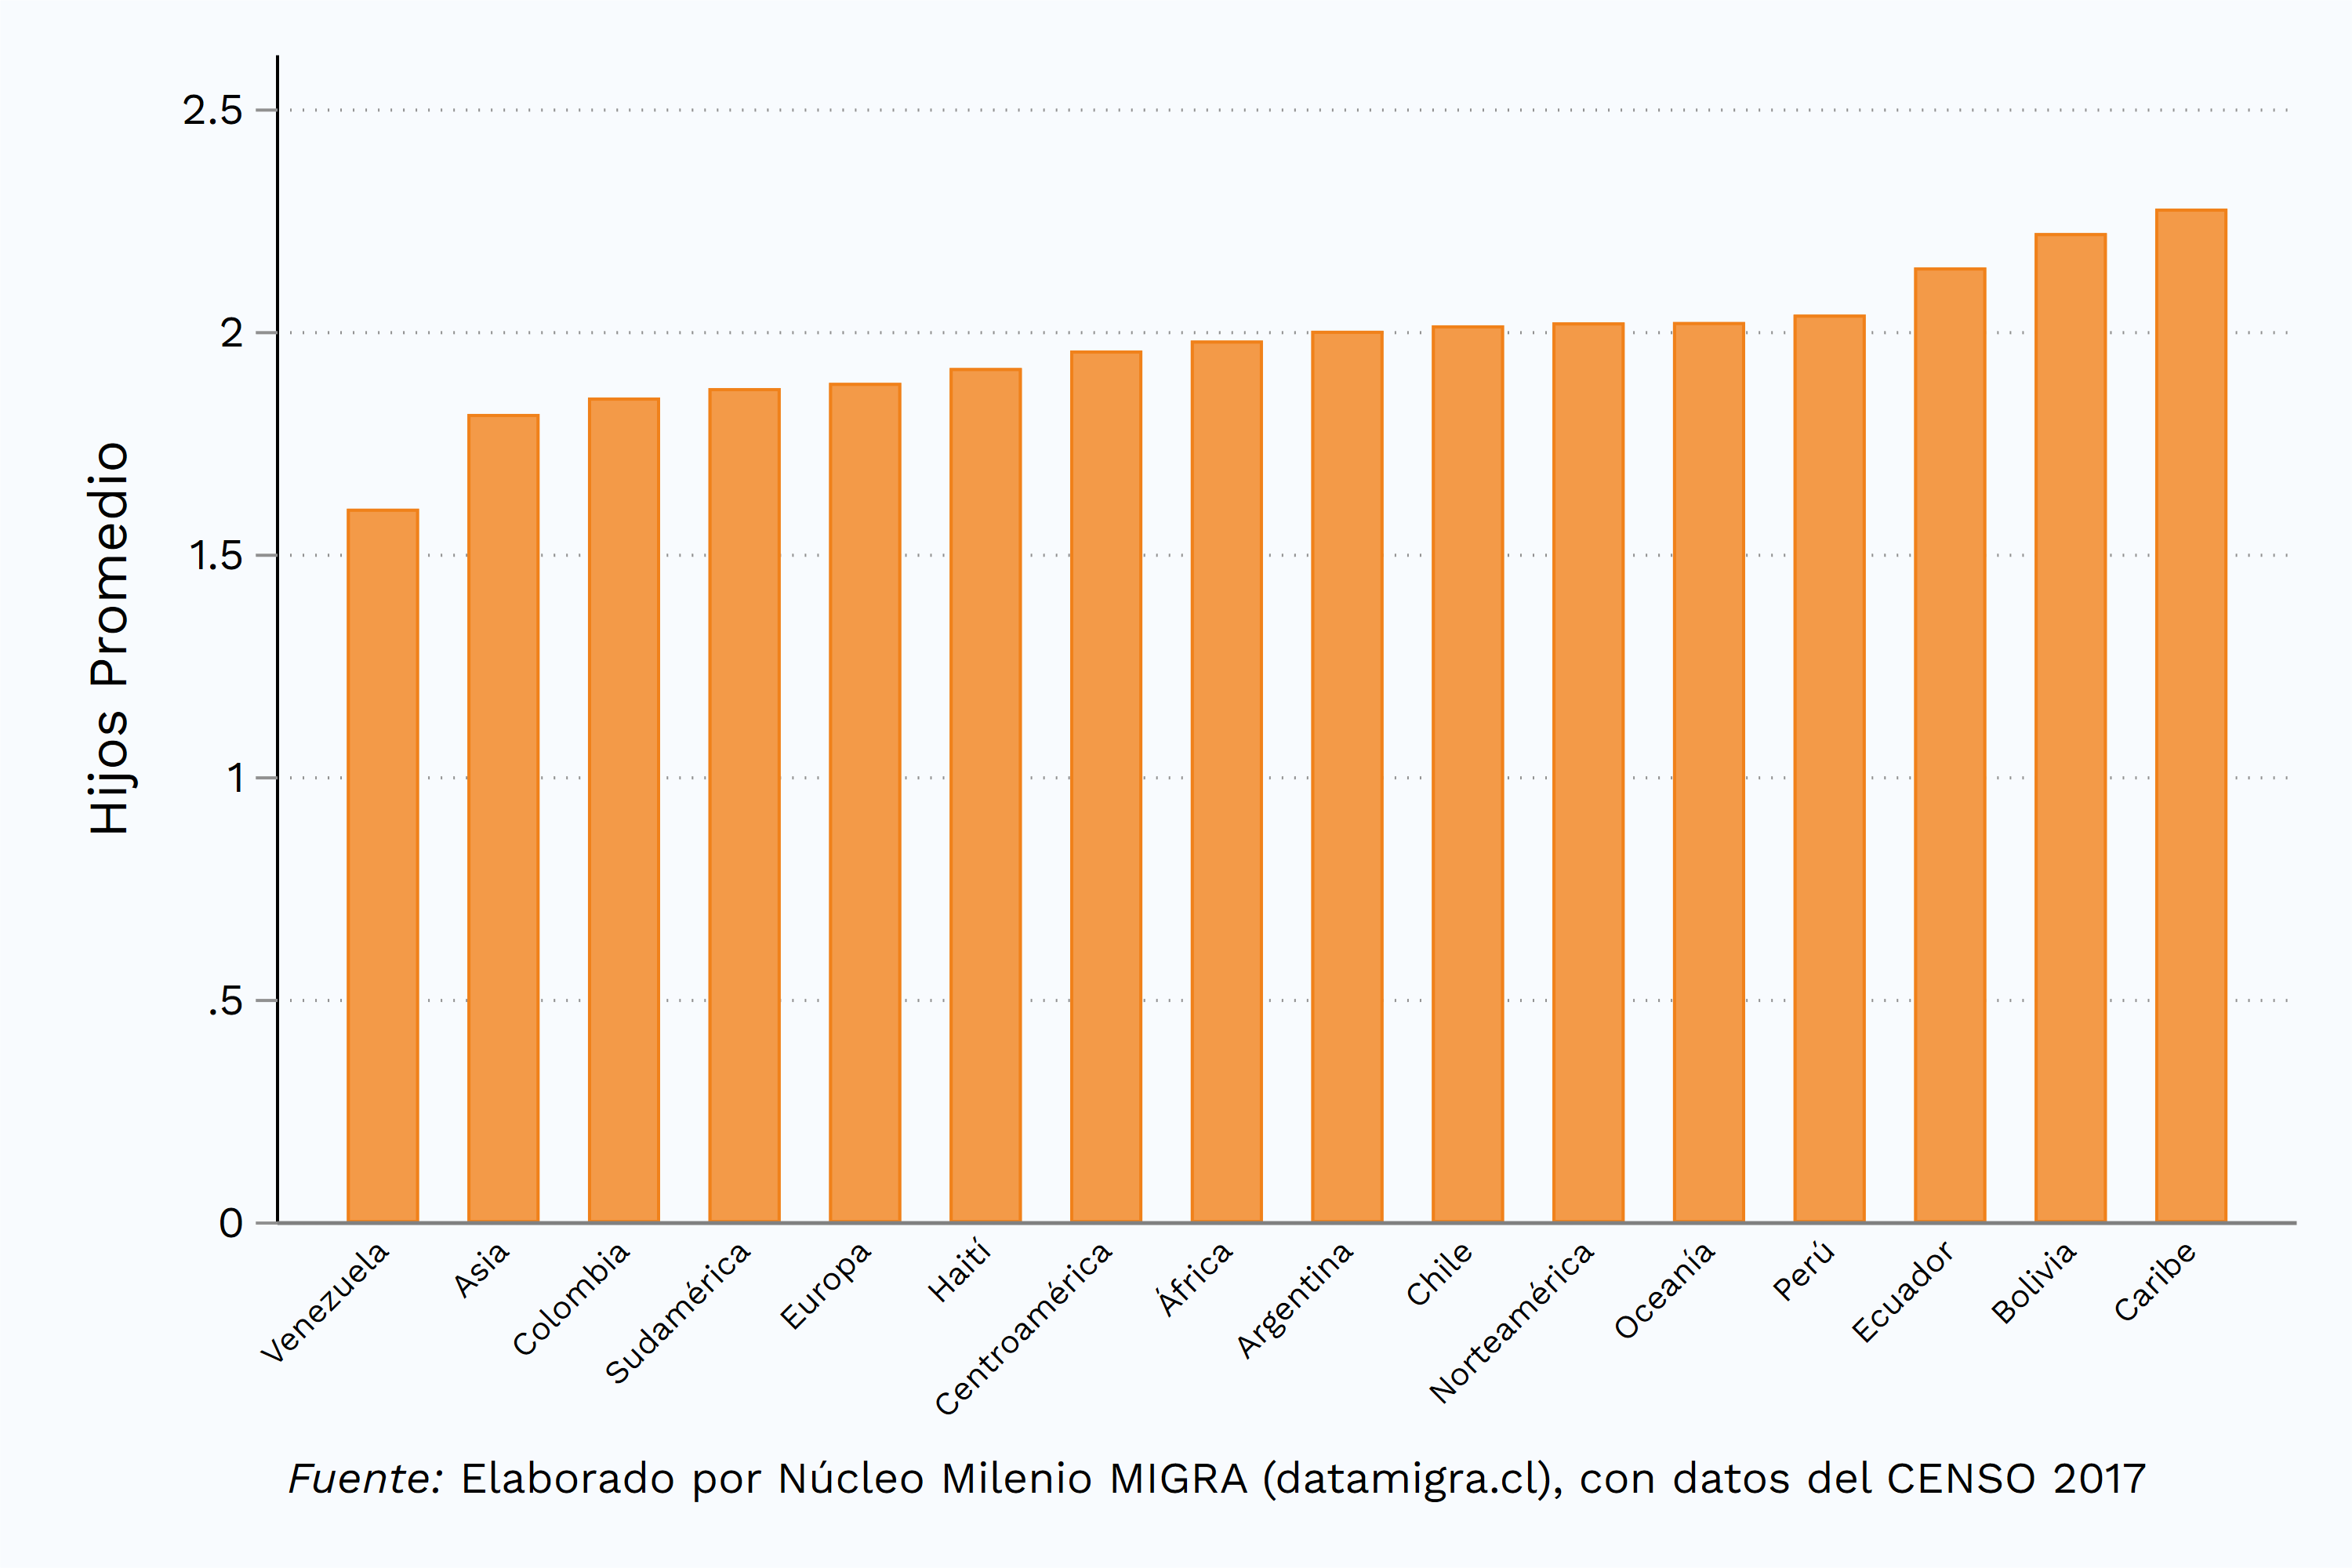 Hijos Promedio
2.5
2
1.5
1
.5
0
Venezuela
Asia
Colombia
Sudamérica
Europa
Haití
Centroamérica
África
Argentina
Chile
Norteamérica
Oceanía
Perú
Ecuador
Bolivia
Caribe
Fuente: Elaborado por Núcleo Milenio MIGRA (datamigra.cl), con datos del CENSO 2017